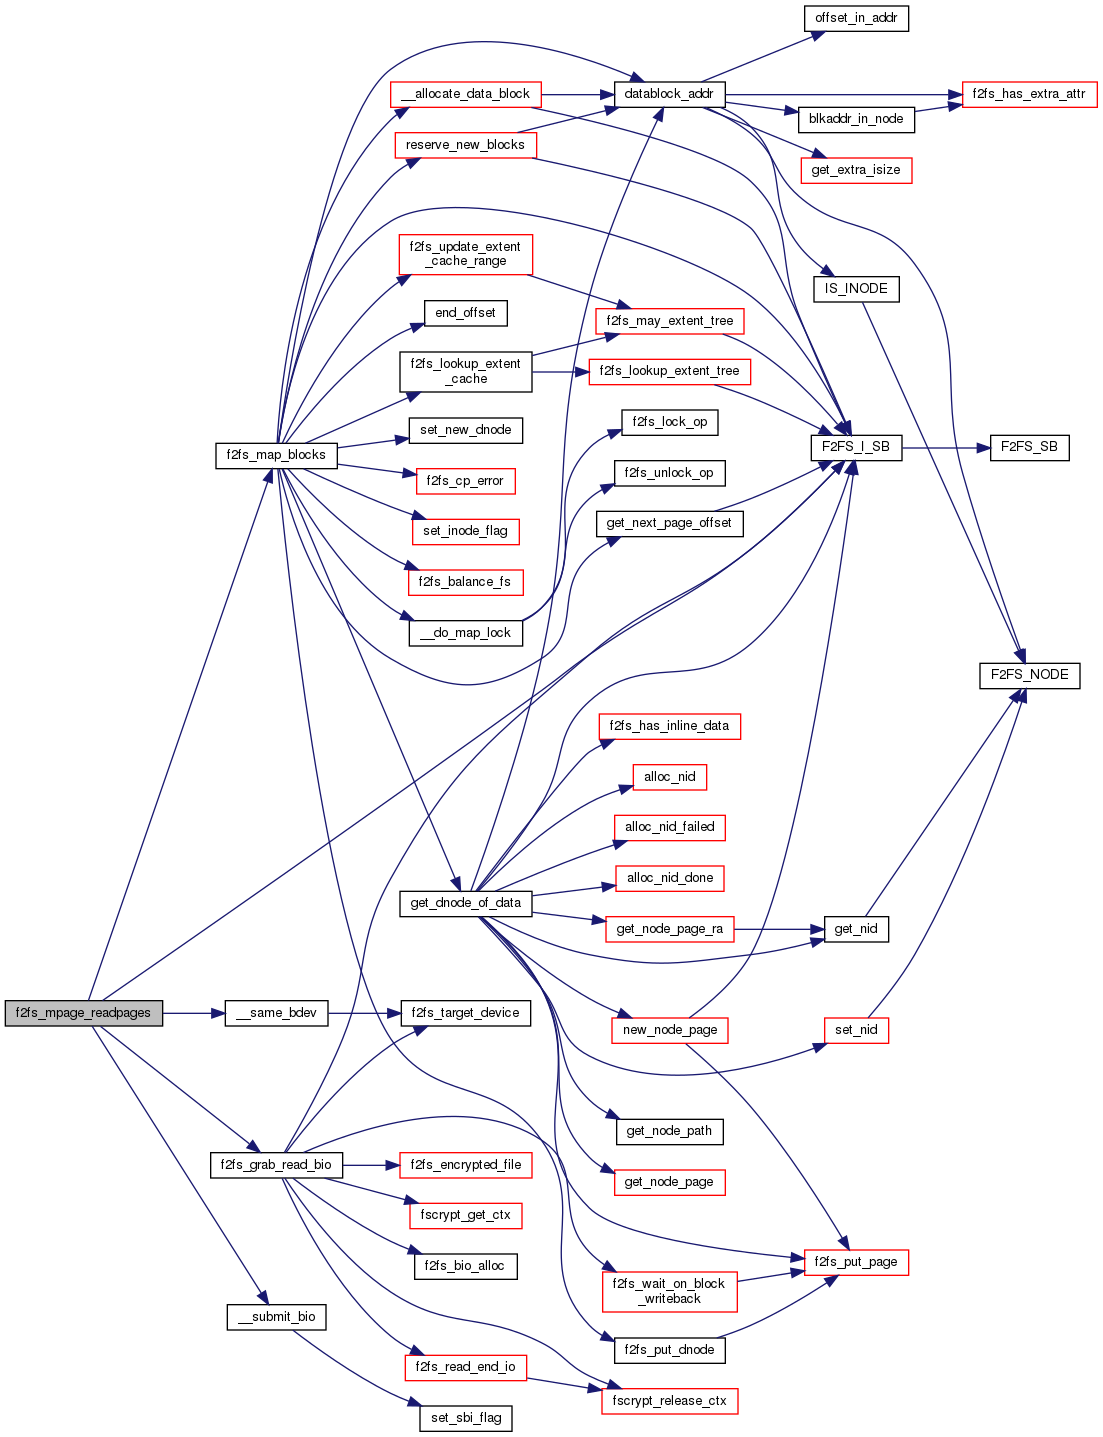 offset_in_addr
__allocate_data_block
datablock_addr
f2fs_has_extra_attr
blkaddr_in_node
reserve_new_blocks
get_extra_isize
f2fs_update_extent
_cache_range
IS_INODE
end_offset
f2fs_may_extent_tree
f2fs_lookup_extent
_cache
f2fs_lookup_extent_tree
set_new_dnode
f2fs_lock_op
f2fs_map_blocks
F2FS_I_SB
F2FS_SB
f2fs_cp_error
f2fs_unlock_op
set_inode_flag
get_next_page_offset
f2fs_balance_fs
__do_map_lock
F2FS_NODE
f2fs_has_inline_data
alloc_nid
alloc_nid_failed
alloc_nid_done
get_dnode_of_data
get_node_page_ra
get_nid
f2fs_mpage_readpages
__same_bdev
f2fs_target_device
new_node_page
set_nid
get_node_path
f2fs_grab_read_bio
f2fs_encrypted_file
get_node_page
fscrypt_get_ctx
f2fs_bio_alloc
f2fs_put_page
f2fs_wait_on_block
_writeback
__submit_bio
f2fs_put_dnode
f2fs_read_end_io
fscrypt_release_ctx
set_sbi_flag